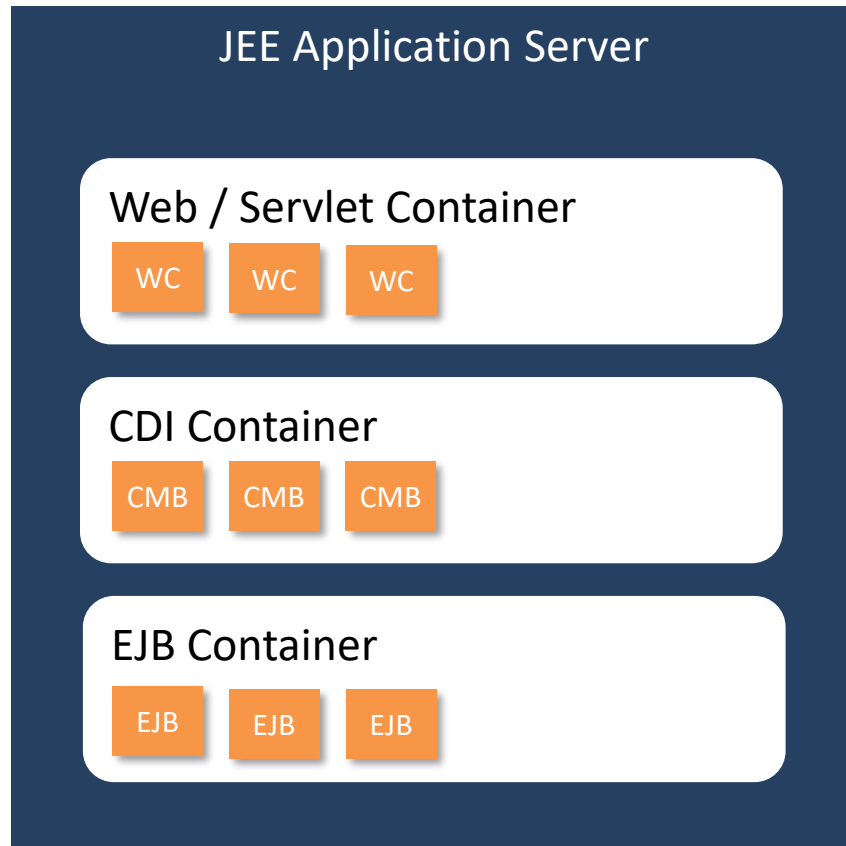 JEE Application Server
Web / Servlet Container
WC WC WC
CDI Container
CMB CMB CMB
EJB Container
EJB EJB EJB